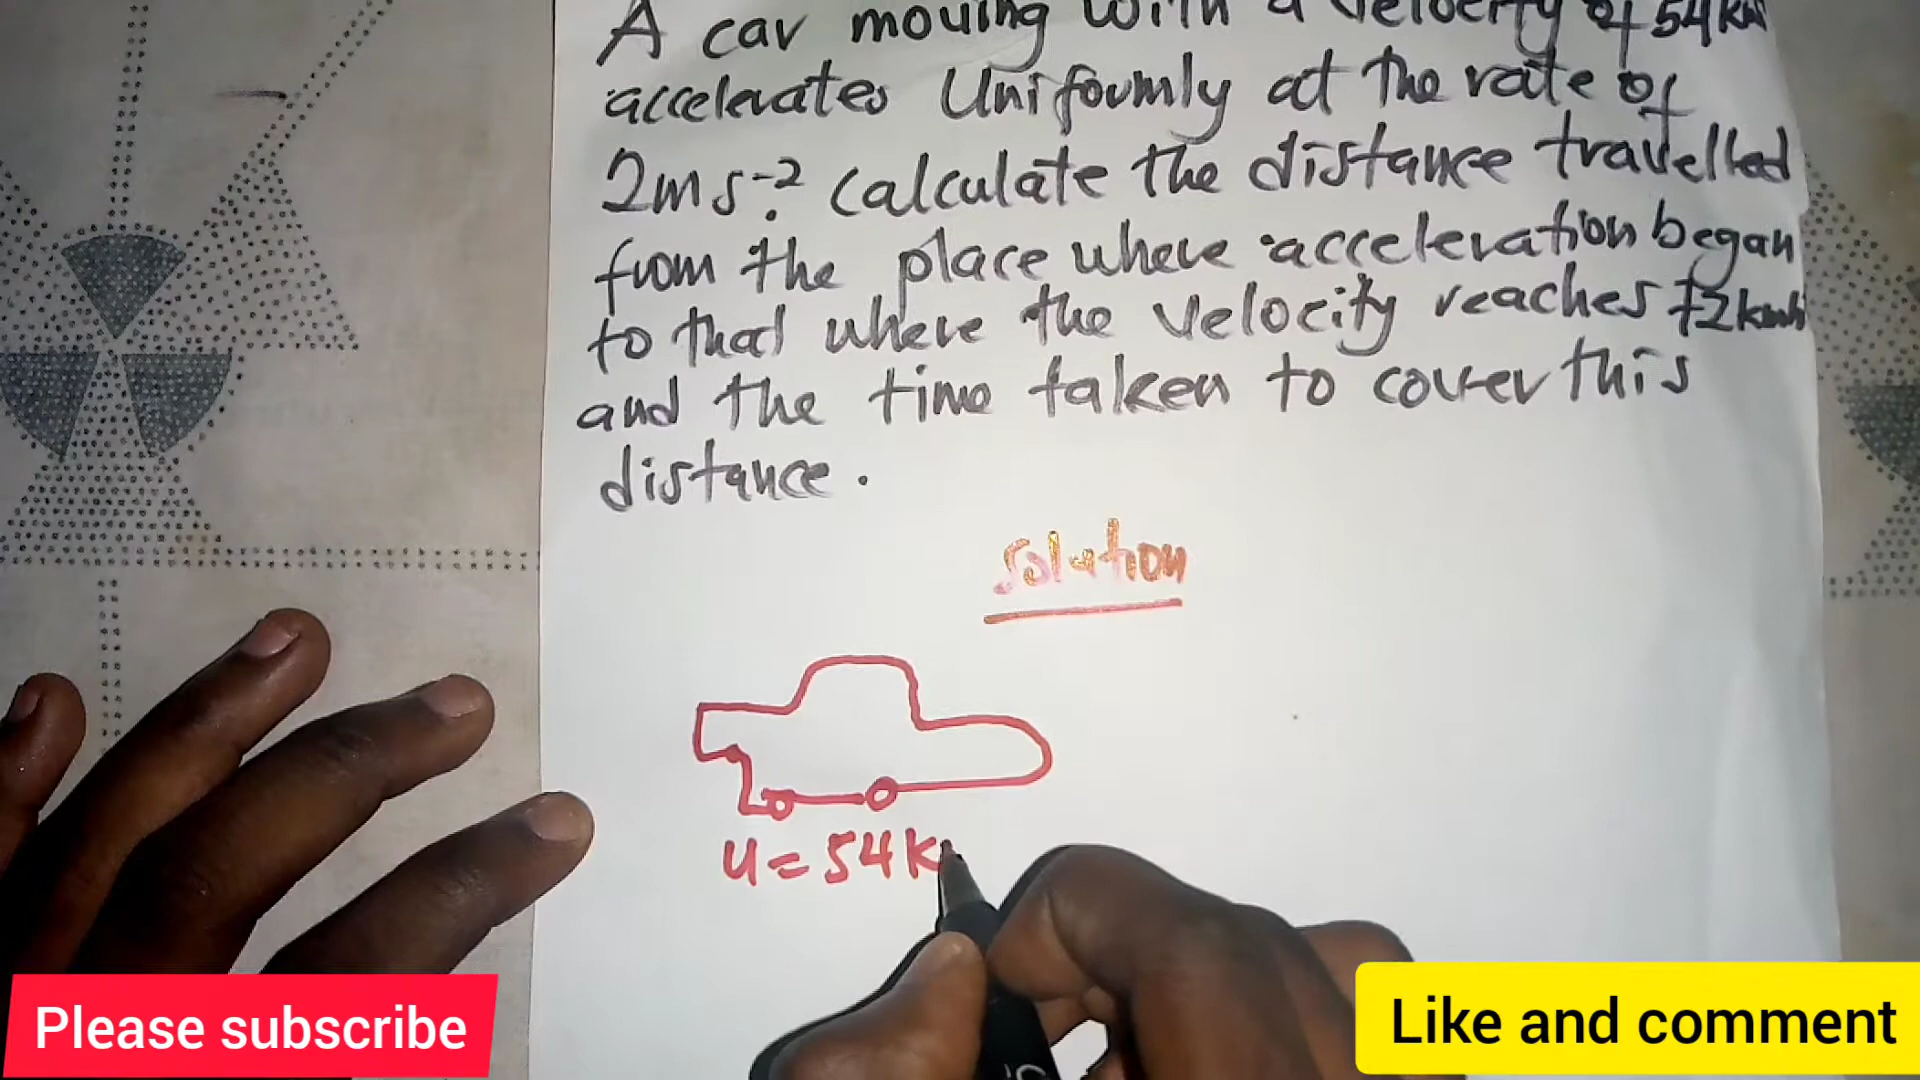 A car moving with a velocity of 54km
accelerates Uniformly at the rate of
2ms⁻². calculate the distance travelled
from the place where acceleration began
to that where the velocity reaches 72kmh
and the time taken to cover this
distance.
solution
u = 54k
Please subscribe
Like and comment